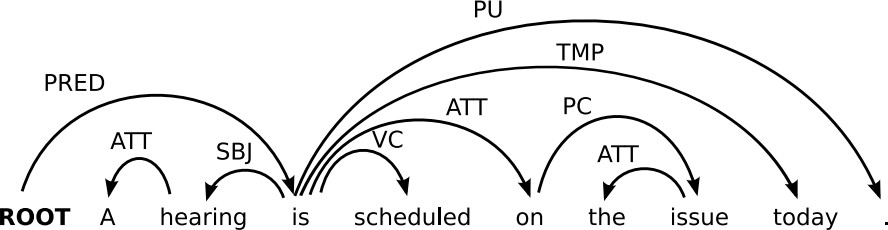 PU
TMP
PRED
ATT
PC
ATT
SBJ
VC
ATT
ROOT A hearing is scheduled on the issue today .